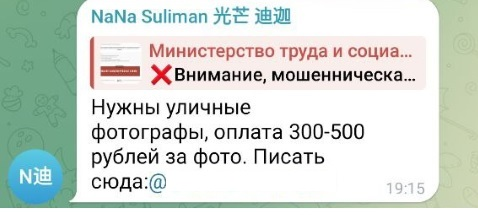 NaNa Suliman 光芒 迪迦
Министерство труда и социа...
❌Внимание, мошенническа...
Нужны уличные
фотографы, оплата 300-500
рублей за фото. Писать
сюда:@
N迪
19:15